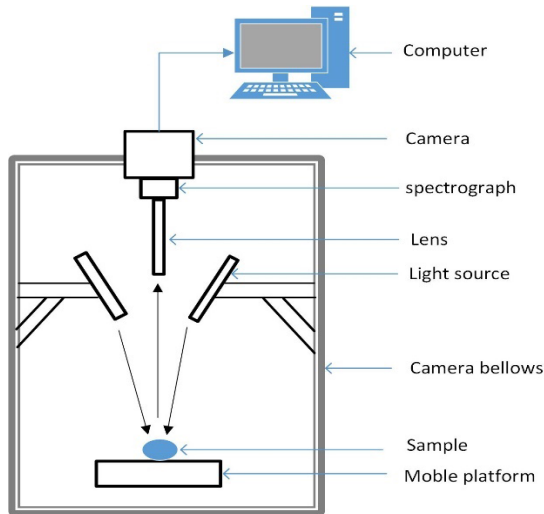 Computer
Camera
spectrograph
Lens
Light source
Camera bellows
Sample
Moble platform